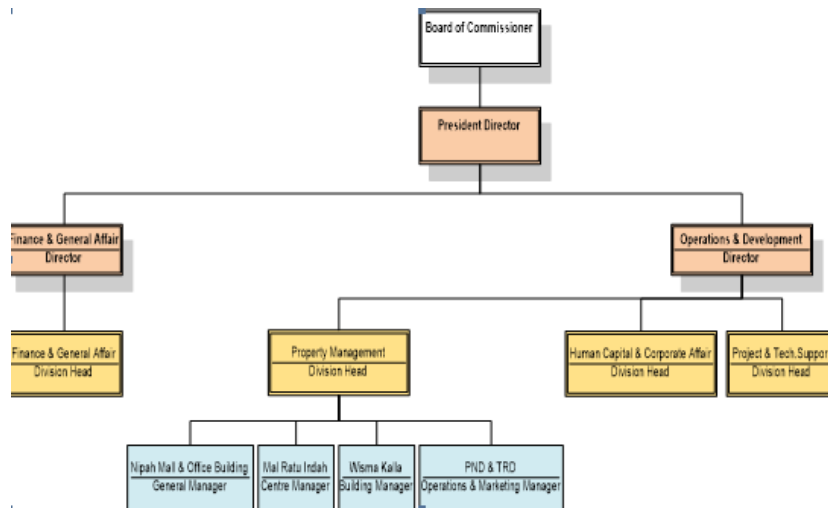 Board of Commissioner
President Director
Finance & General Affair
Director
Operations & Development
Director
Finance & General Affair
Division Head
Property Management
Division Head
Human Capital & Corporate Affair
Division Head
Project & Tech.Support
Division Head
Nipah Mall & Office Building
General Manager
Mal Ratu Indah
Centre Manager
Wisma Kalla
Building Manager
PND & TRD
Operations & Marketing Manager